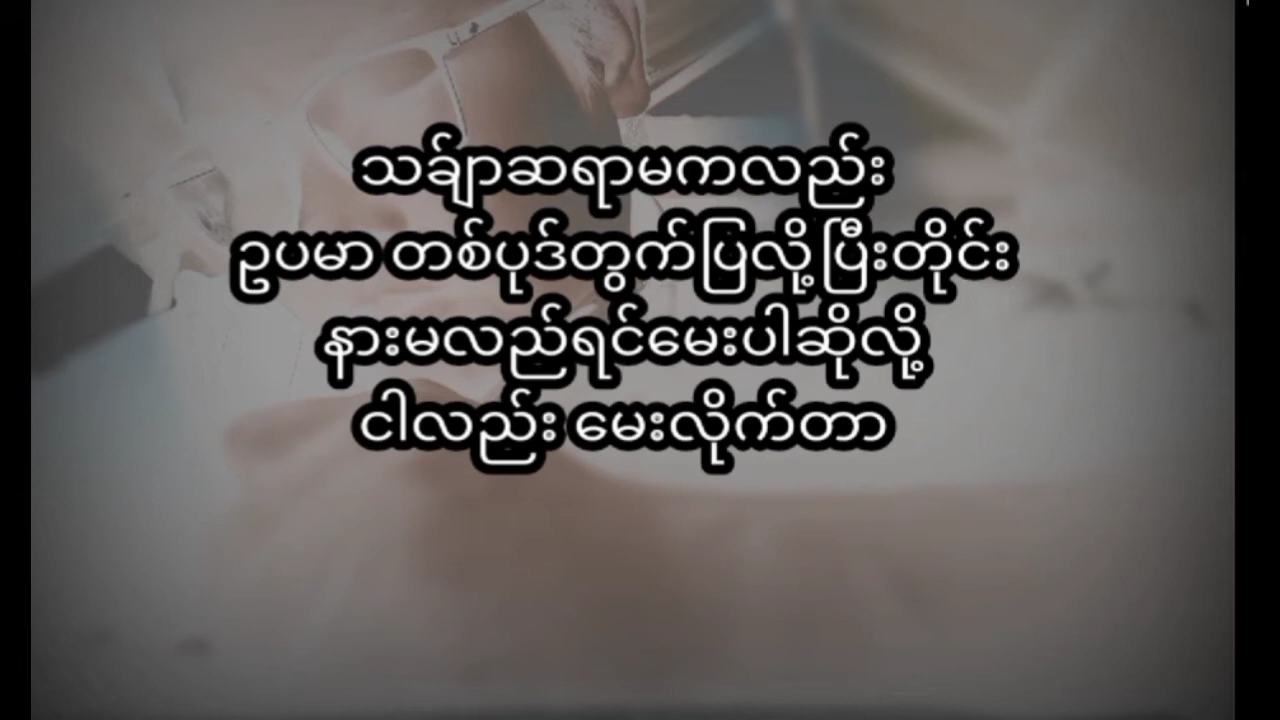 သင်္ချာဆရာမကလည်း
ဥပမာ တစ်ပုဒ်တွက်ပြလို့ပြီးတိုင်း
နားမလည်ရင်မေးပါဆိုလို့
ငါလည်း မေးလိုက်တာ